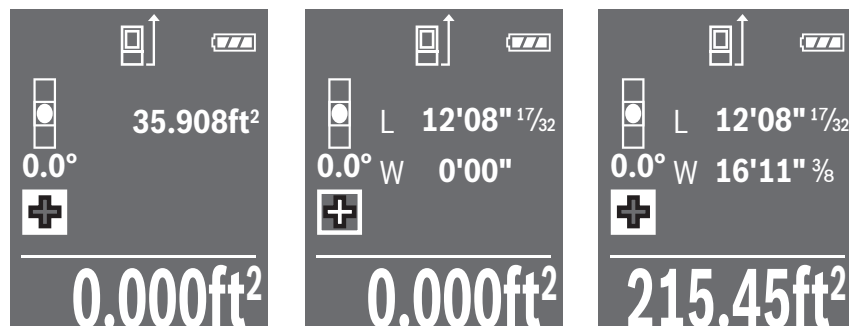 35.908ft²
0.0°
0.000ft²
L 12'08" 17/32
0.0° W 0'00"
0.000ft²
L 12'08" 17/32
0.0° W 16'11" 3/8
215.45ft²